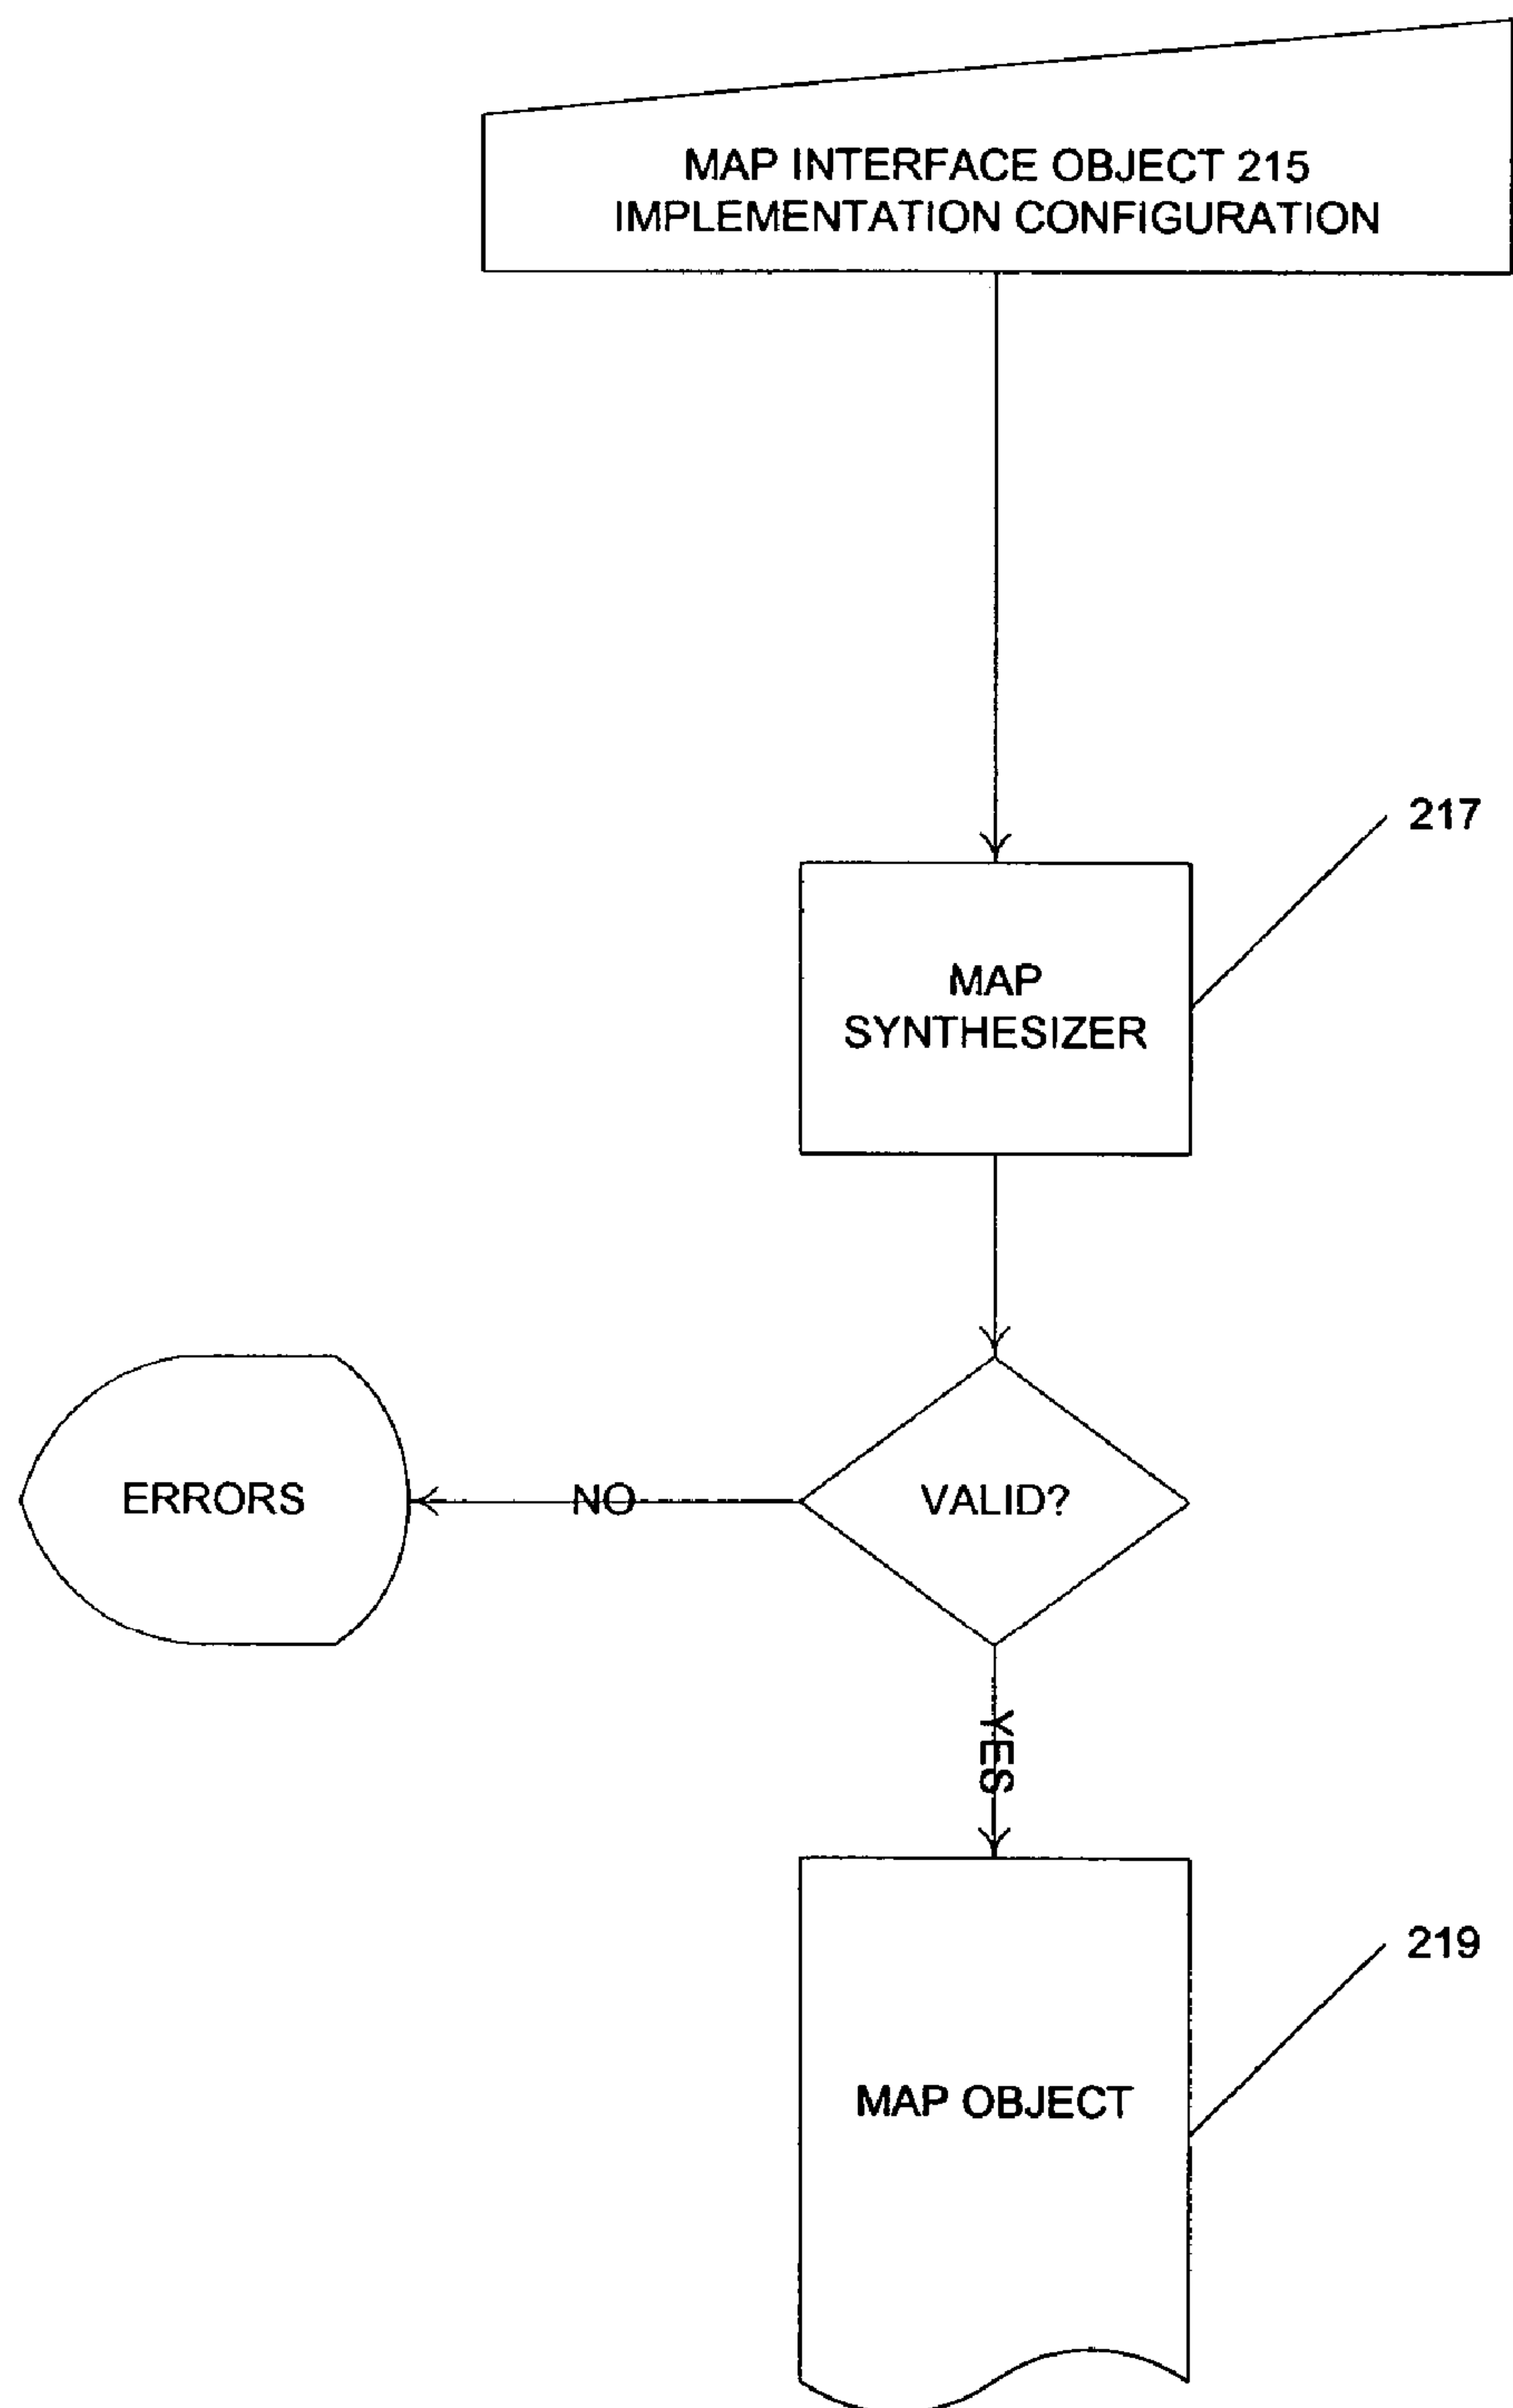 MAP INTERFACE OBJECT 215
IMPLEMENTATION CONFIGURATION
217
MAP
SYNTHESIZER
ERRORS
NO
VALID?
YES
219
MAP OBJECT